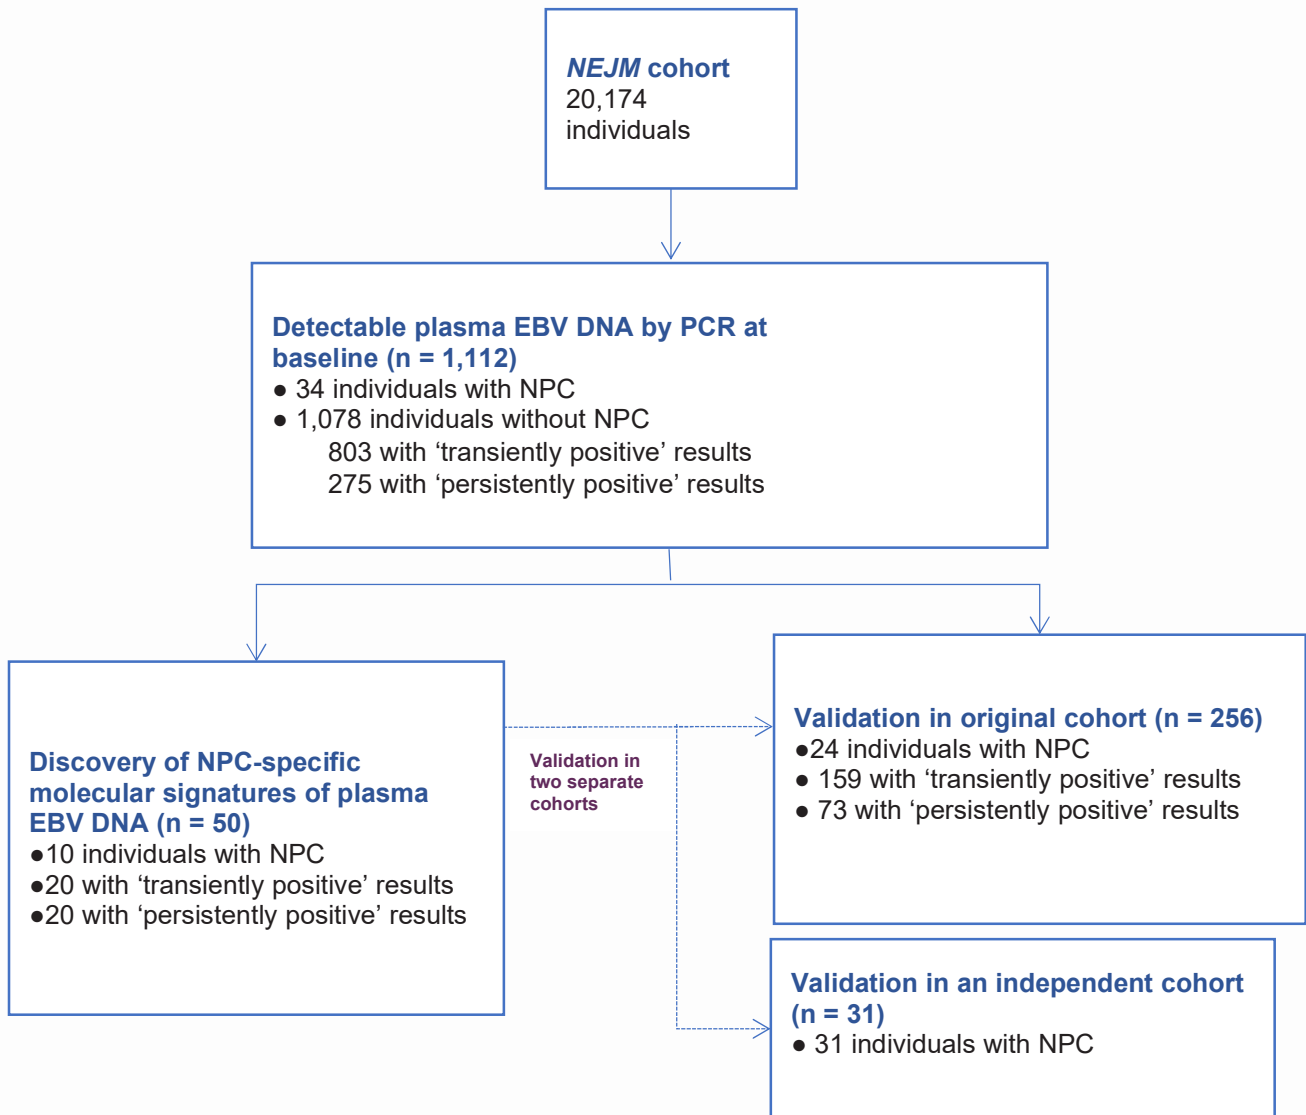 NEJM cohort
20,174
individuals
Detectable plasma EBV DNA by PCR at
baseline (n = 1,112)
● 34 individuals with NPC
● 1,078 individuals without NPC
803 with ‘transiently positive’ results
275 with ‘persistently positive’ results
Discovery of NPC-specific
molecular signatures of plasma
EBV DNA (n = 50)
●10 individuals with NPC
●20 with ‘transiently positive’ results
●20 with ‘persistently positive’ results
Validation in
two separate
cohorts
Validation in original cohort (n = 256)
●24 individuals with NPC
● 159 with ‘transiently positive’ results
● 73 with ‘persistently positive’ results
Validation in an independent cohort
(n = 31)
● 31 individuals with NPC